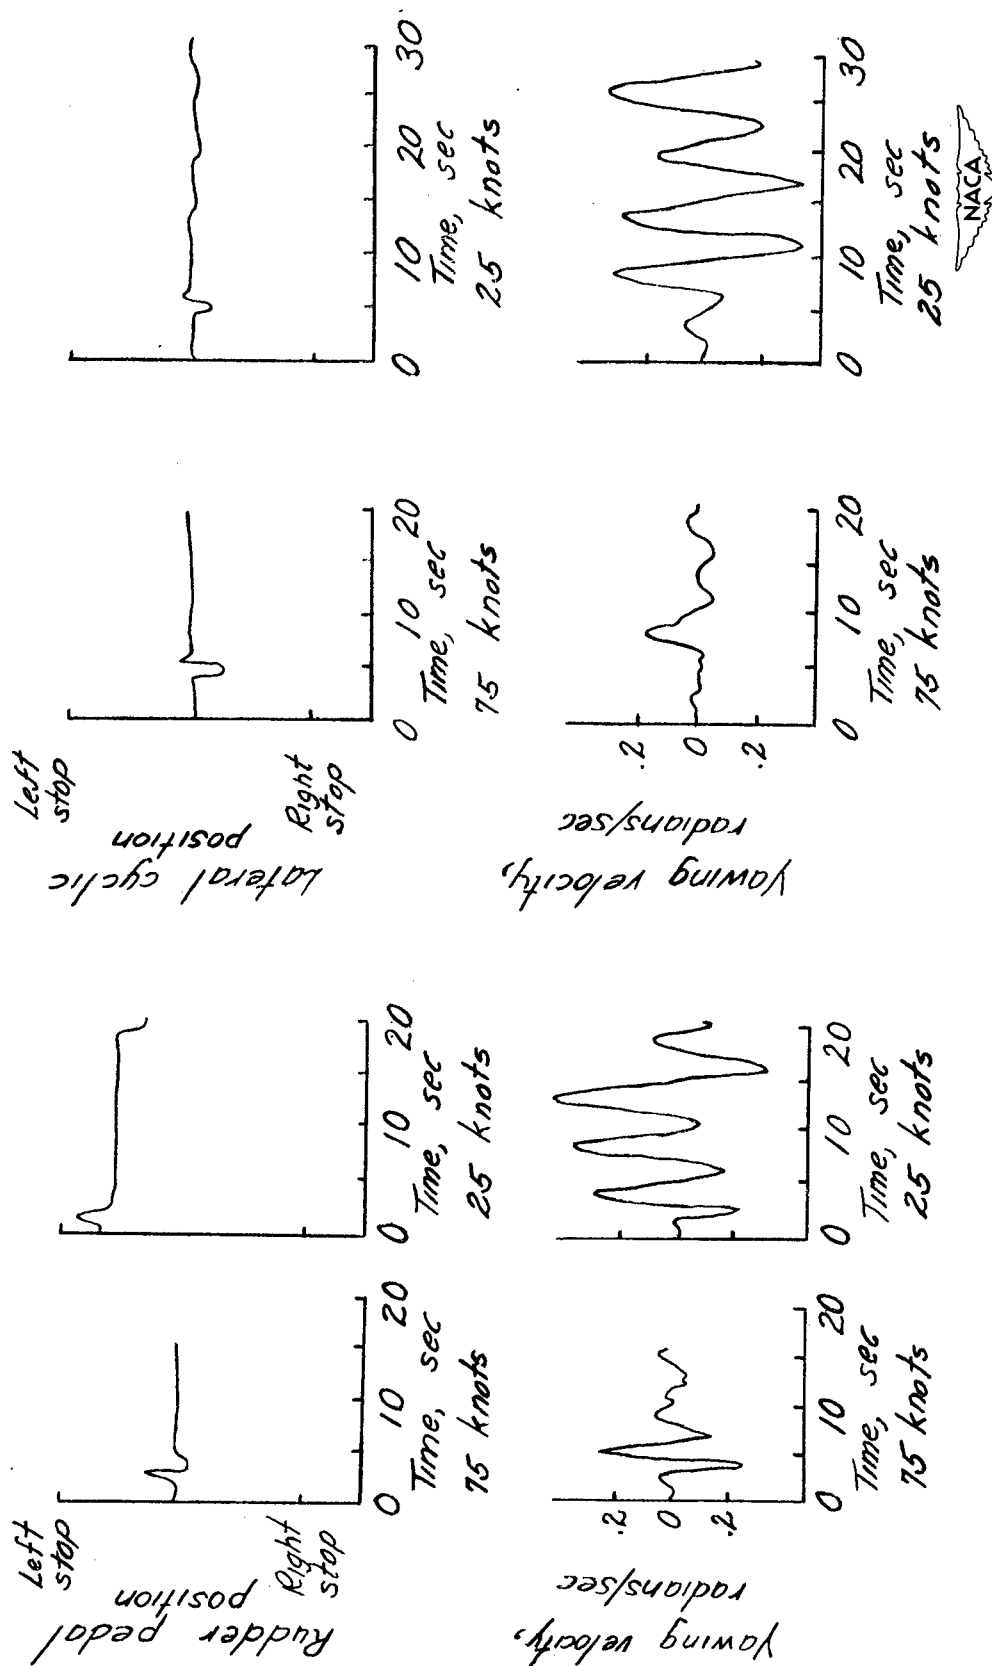 Rudder pedal
position
Left
stop
Right
stop
0 10 20
Time, sec
75 knots
0 10 20
Time, sec
25 knots
Lateral cyclic
position
Left
stop
Right
stop
0 10 20
Time, sec
75 knots
0 10 20 30
Time, sec
25 knots
Yawing velocity,
radians/sec
.2
0
.2
0 10 20
Time, sec
75 knots
0 10 20
Time, sec
25 knots
Yawing velocity,
radians/sec
.2
0
.2
0 10 20
Time, sec
75 knots
0 10 20 30
Time, sec
25 knots
NACA